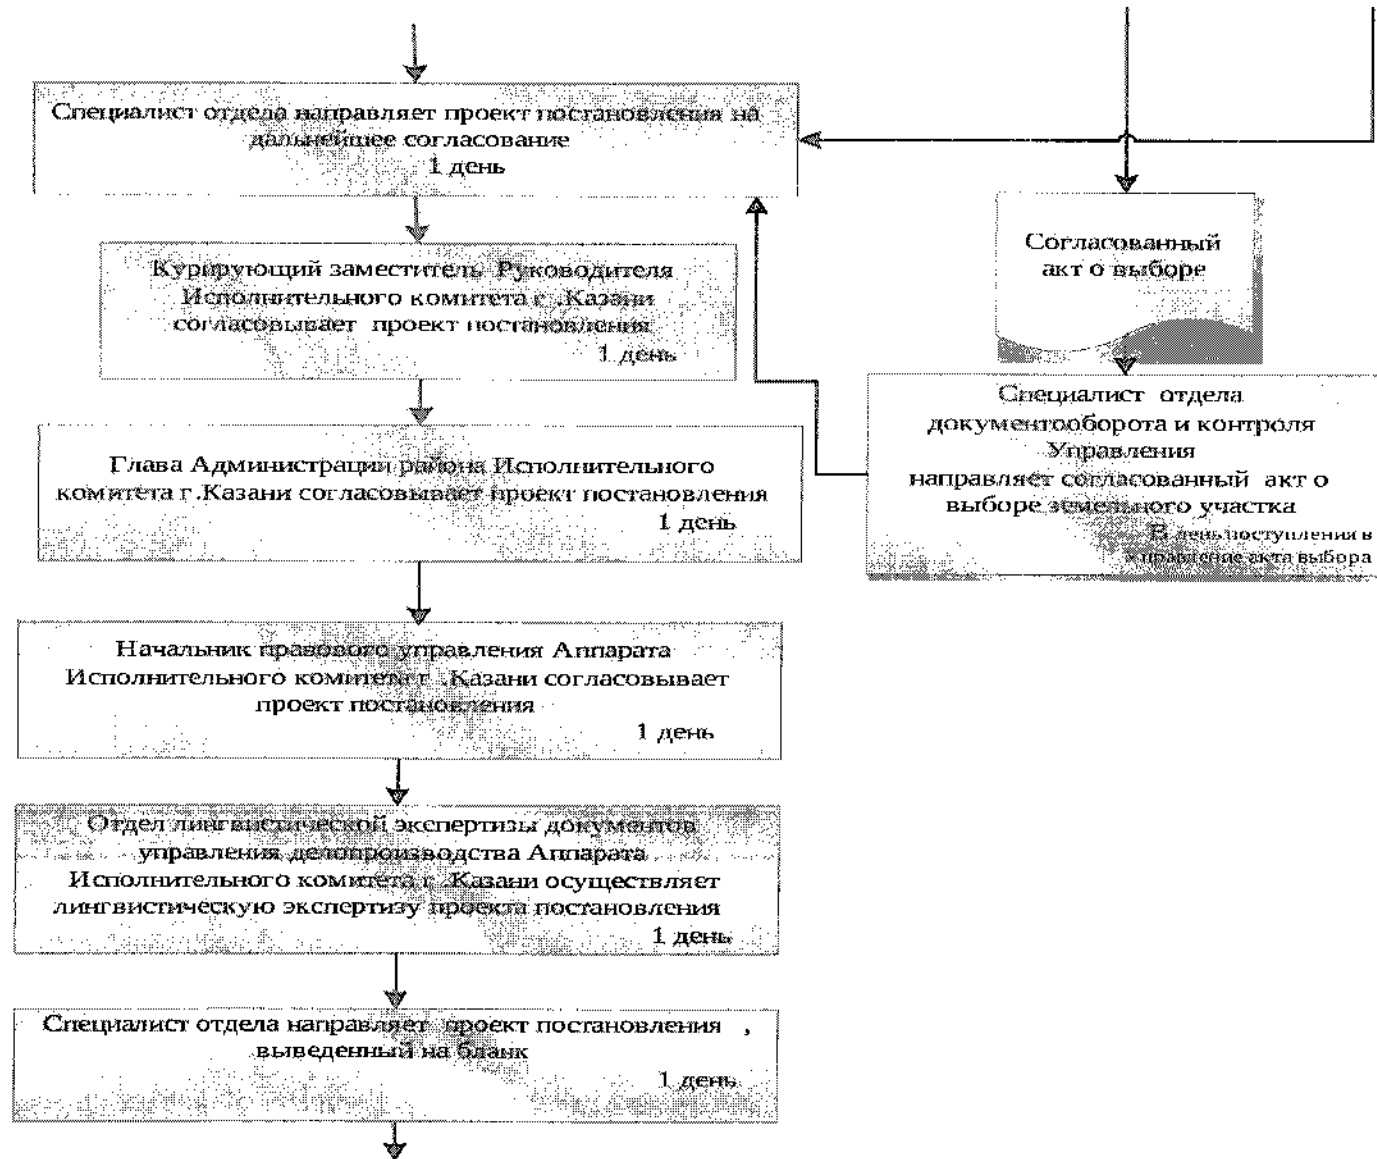 Специалист отдела направляет проект постановления на
дальнейшее согласование
1 день
Согласованный
акт о выборе
Курирующий заместитель Руководителя
Исполнительного комитета г .Казани
согласовывает проект постановления
1 день
Специалист отдела
документооборота и контроля
Управления
направляет согласованный акт о
выборе земельного участка
В день поступления в
управление акта выбора
Глава Администрации района Исполнительного
комитета г .Казани согласовывает проект постановления
1 день
Начальник правового управления Аппарата
Исполнительного комитета г .Казани согласовывает
проект постановления
1 день
Отдел лингвистической экспертизы документов
управления делопроизводства Аппарата
Исполнительного комитета г .Казани осуществляет
лингвистическую экспертизу проекта постановления
1 день
Специалист отдела направляет проект постановления ,
выведенный на бланк
1 день